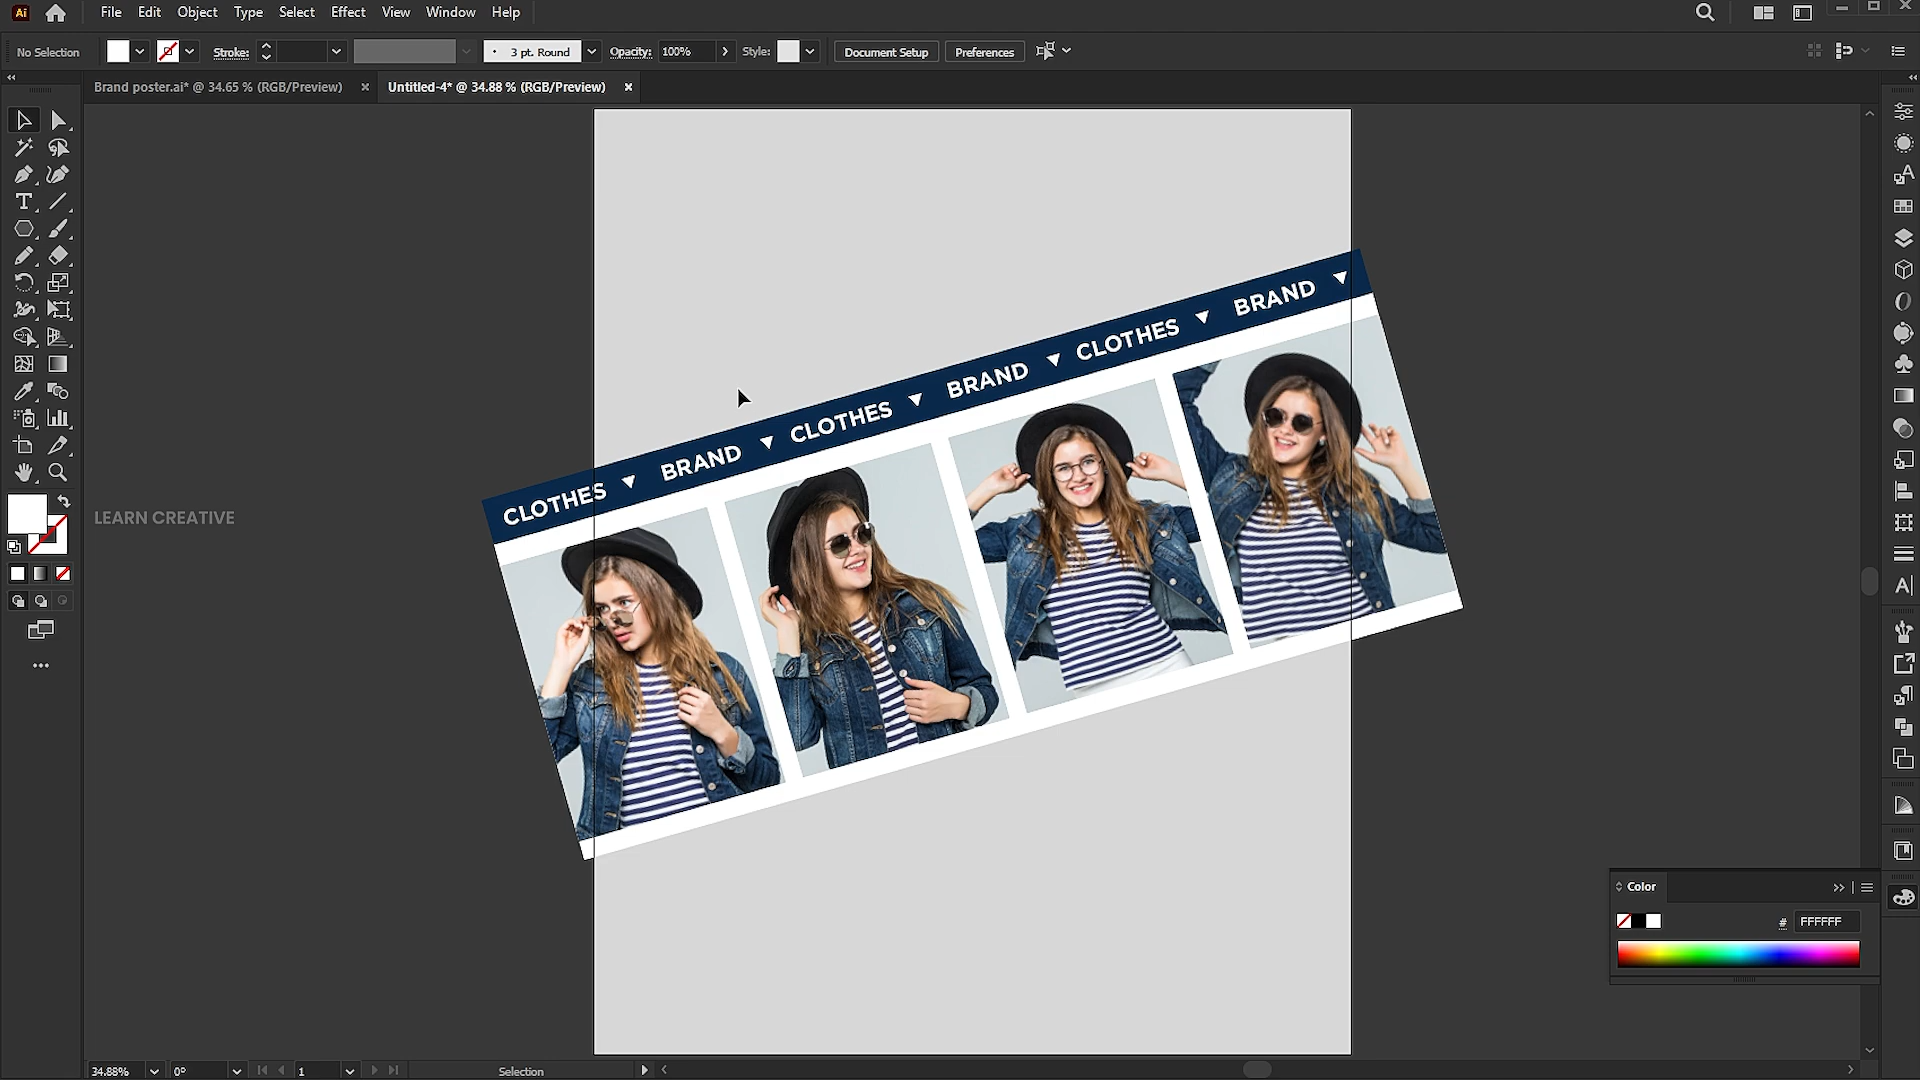 Ai File Edit Object Type Select Effect View Window Help
No Selection Stroke: 3 pt. Round Opacity: 100% Style: Document Setup Preferences
Brand poster.ai* @ 34.65 % (RGB/Preview) × Untitled-4* @ 34.88 % (RGB/Preview) ×
CLOTHES ▼ BRAND ▼ CLOTHES ▼ BRAND ▼ CLOTHES ▼ BRAND ▼
LEARN CREATIVE
Color
# FFFFFF
34.88% 0° 1 Selection